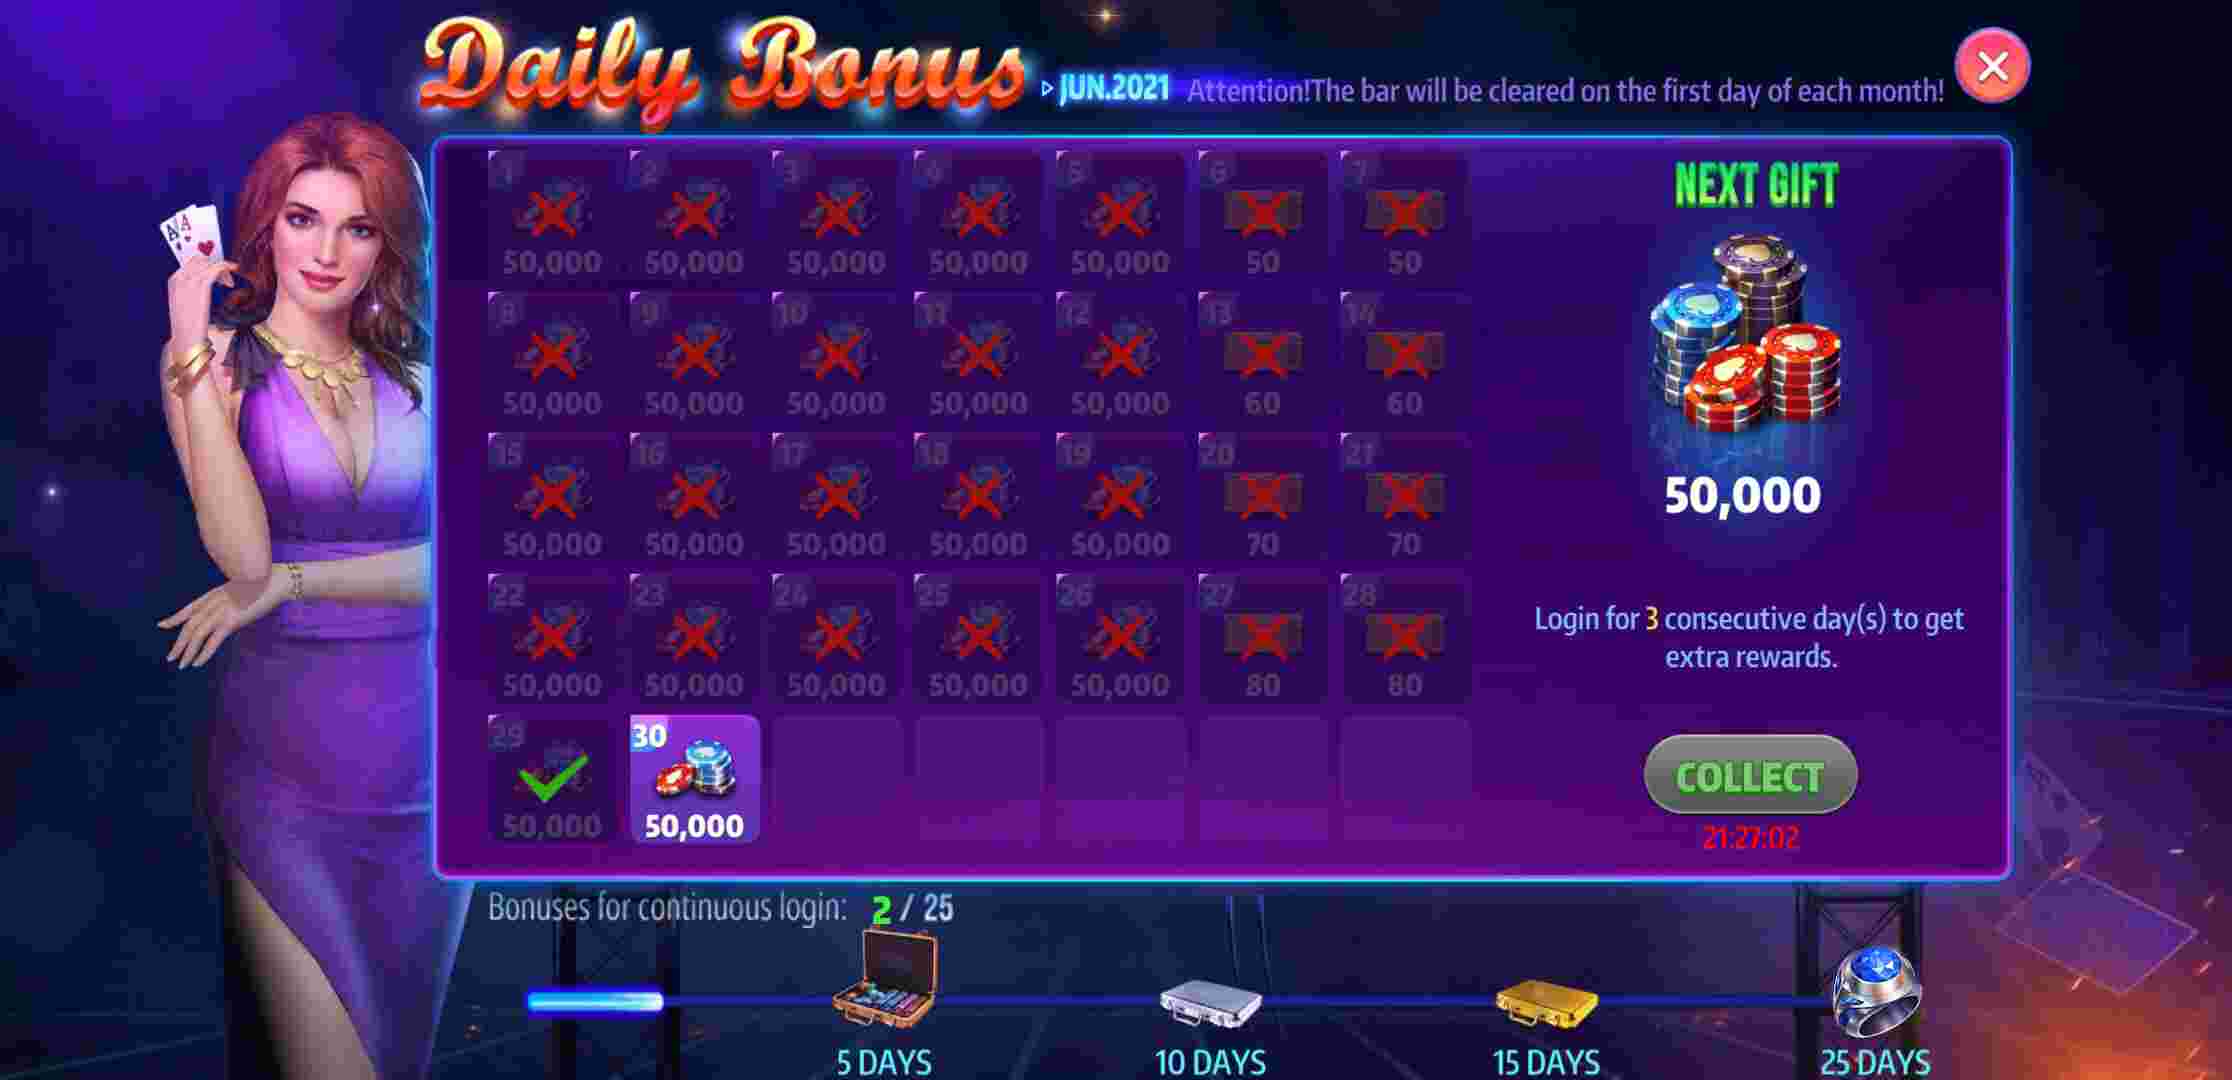 Daily Bonus
JUN.2021
Attention!The bar will be cleared on the first day of each month!
1 2 3 4 5 6 7
50,000 50,000 50,000 50,000 50,000 50 50
8 9 10 11 12 13 14
50,000 50,000 50,000 50,000 50,000 60 60
15 16 17 18 19 20 21
50,000 50,000 50,000 50,000 50,000 70 70
22 23 24 25 26 27 28
50,000 50,000 50,000 50,000 50,000 80 80
29 30
50,000 50,000
NEXT GIFT
50,000
Login for 3 consecutive day(s) to get
extra rewards.
COLLECT
21:27:02
Bonuses for continuous login: 2 / 25
5 DAYS 10 DAYS 15 DAYS 25 DAYS
A A